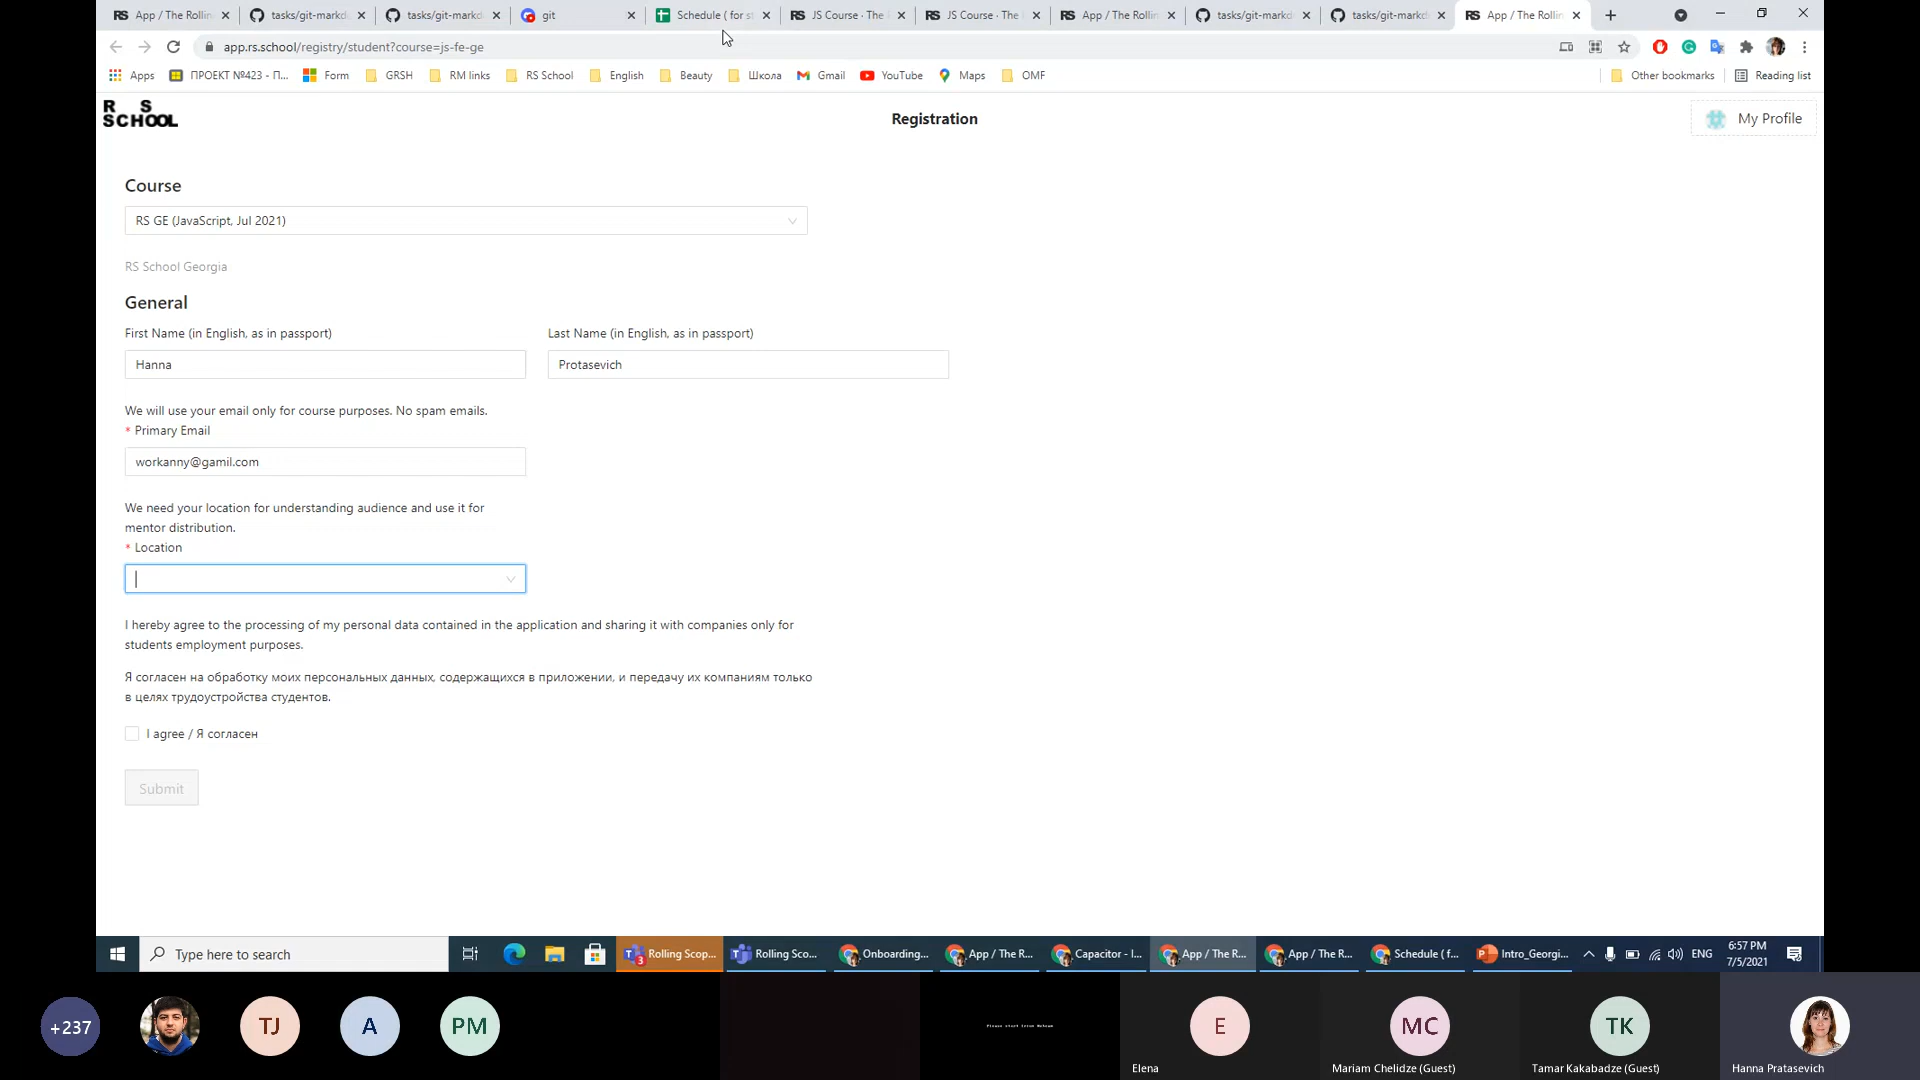 App / The Rollin
tasks/git-markd
tasks/git-markd
git
Schedule ( for st
JS Course · The
JS Course · The
App / The Rollin
tasks/git-markd
tasks/git-markd
App / The Rollin
app.rs.school/registry/student?course=js-fe-ge
Apps
ПРОЕКТ №423 - П...
Form
GRSH
RM links
RS School
English
Beauty
Школа
Gmail
YouTube
Maps
OMF
Other bookmarks
Reading list
R S
SCHOOL
Registration
My Profile
Course
RS GE (JavaScript, Jul 2021)
RS School Georgia
General
First Name (in English, as in passport)
Last Name (in English, as in passport)
Hanna
Protasevich
We will use your email only for course purposes. No spam emails.
* Primary Email
workanny@gamil.com
We need your location for understanding audience and use it for
mentor distribution.
* Location
I hereby agree to the processing of my personal data contained in the application and sharing it with companies only for
students employment purposes.
Я согласен на обработку моих персональных данных, содержащихся в приложении, и передачу их компаниям только
в целях трудоустройства студентов.
I agree / Я согласен
Submit
Type here to search
3
Rolling Scop...
Rolling Sco...
Onboarding...
App / The R...
Capacitor - I...
App / The R...
App / The R...
Schedule ( f...
Intro_Georgi...
ENG
6:57 PM
7/5/2021
+237
TJ
A
PM
E
Elena
MC
Mariam Chelidze (Guest)
TK
Tamar Kakabadze (Guest)
Hanna Pratasevich